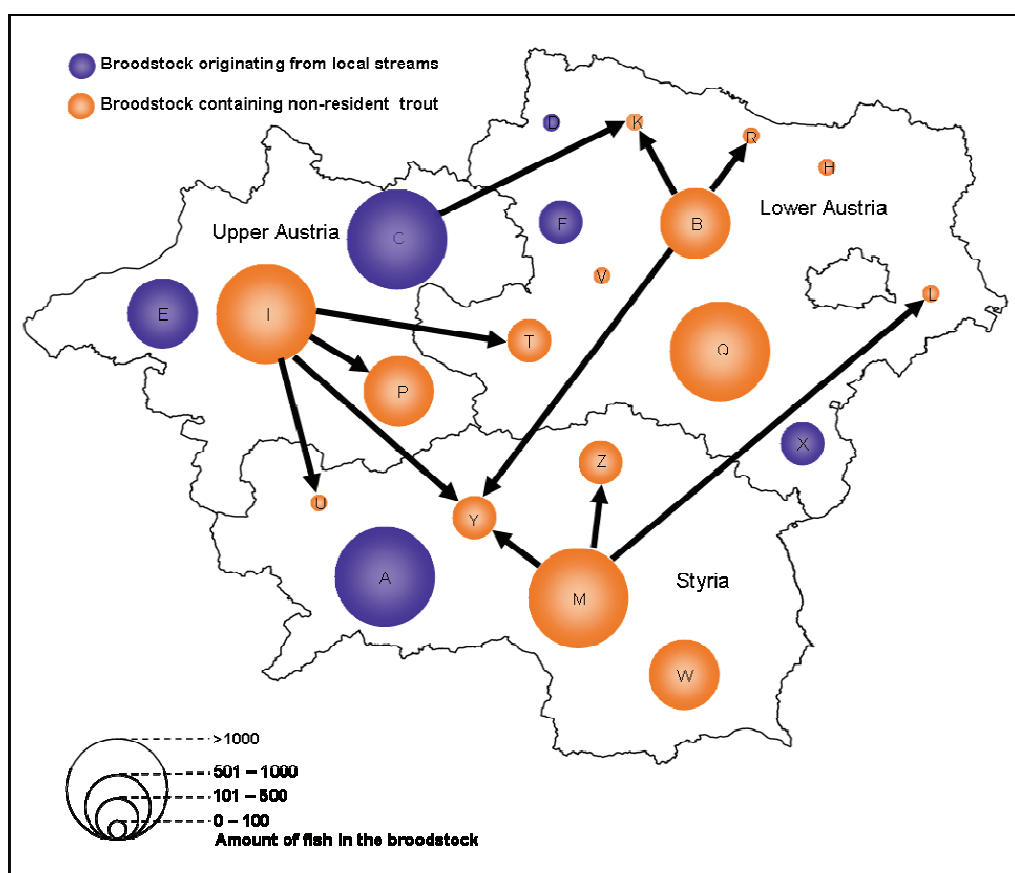 Broodstock originating from local streams
Broodstock containing non-resident trout
D
K
R
H
Upper Austria
C
F
B
Lower Austria
V
L
E
I
T
Q
P
X
Z
U
Y
A
M
Styria
W
>1000
501 – 1000
101 – 500
0 – 100
Amount of fish in the broodstock